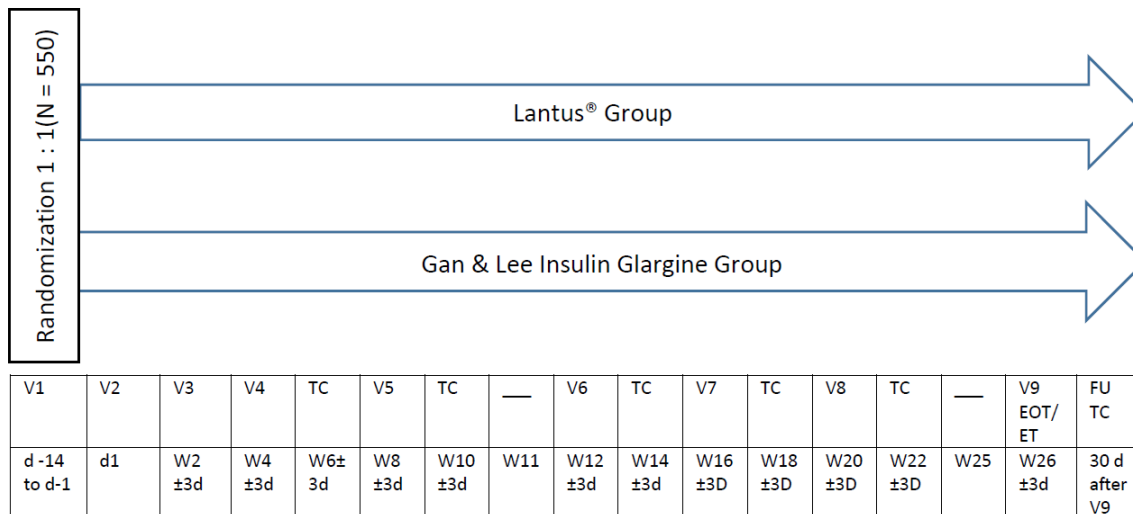 Randomization 1 : 1(N = 550)
Lantus® Group
Gan & Lee Insulin Glargine Group
V1 V2 V3 V4 TC V5 TC ___ V6 TC V7 TC V8 TC ___ V9 EOT/ ET FU TC
d -14 to d-1 d1 W2 ±3d W4 ±3d W6± 3d W8 ±3d W10 ±3d W11 W12 ±3d W14 ±3d W16 ±3D W18 ±3D W20 ±3D W22 ±3D W25 W26 ±3d 30 d after V9